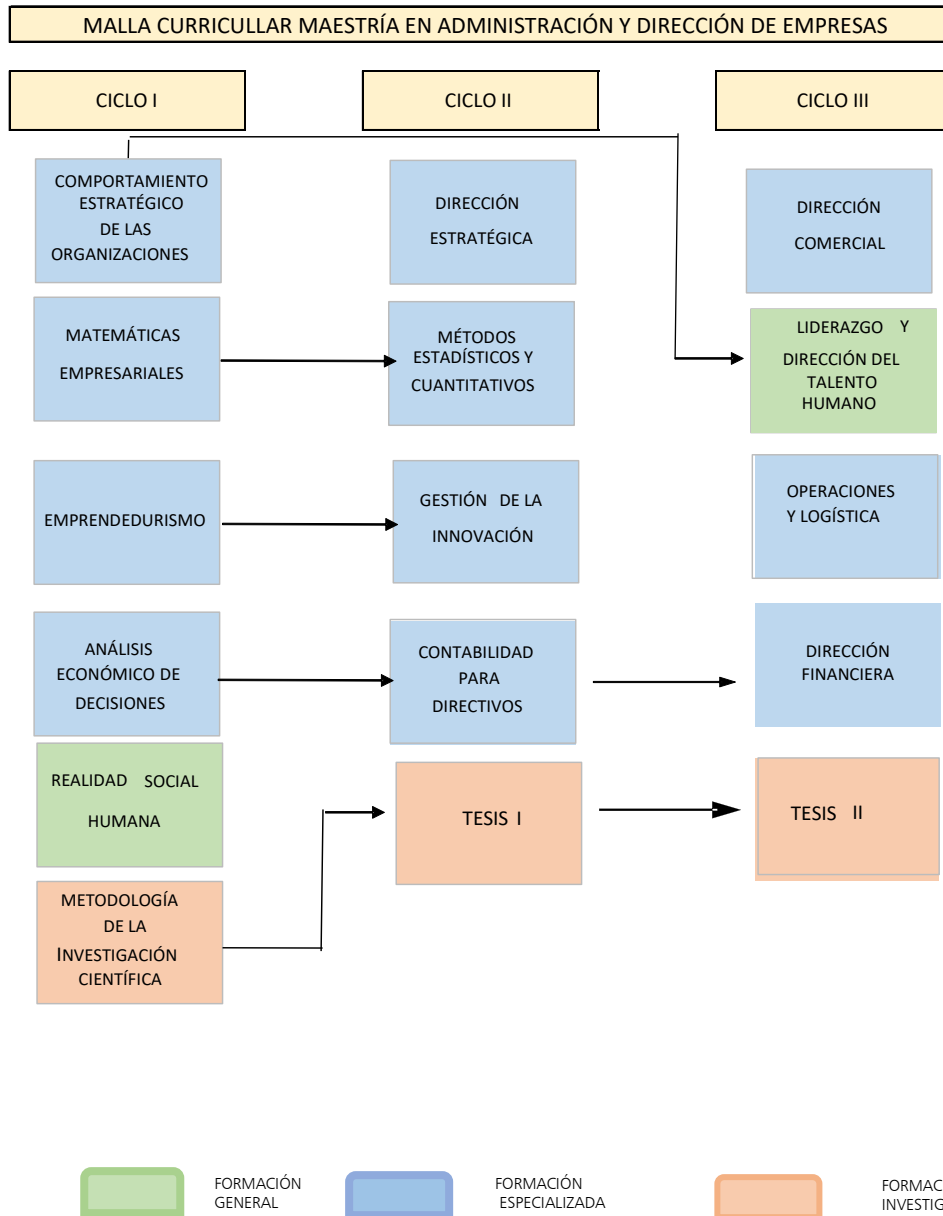 MALLA CURRICULLAR MAESTRÍA EN ADMINISTRACIÓN Y DIRECCIÓN DE EMPRESAS
CICLO I
CICLO II
CICLO III
COMPORTAMIENTO
ESTRATÉGICO
DE LAS
ORGANIZACIONES
DIRECCIÓN
ESTRATÉGICA
DIRECCIÓN
COMERCIAL
MATEMÁTICAS
EMPRESARIALES
MÉTODOS
ESTADÍSTICOS Y
CUANTITATIVOS
LIDERAZGO Y
DIRECCIÓN DEL
TALENTO
HUMANO
EMPRENDEDURISMO
GESTIÓN DE LA
INNOVACIÓN
OPERACIONES
Y LOGÍSTICA
ANÁLISIS
ECONÓMICO DE
DECISIONES
CONTABILIDAD
PARA
DIRECTIVOS
DIRECCIÓN
FINANCIERA
REALIDAD SOCIAL
HUMANA
TESIS I
TESIS II
METODOLOGÍA
DE LA
INVESTIGACIÓN
CIENTÍFICA
FORMACIÓN
GENERAL
FORMACIÓN
ESPECIALIZADA
FORMAC
INVESTIG